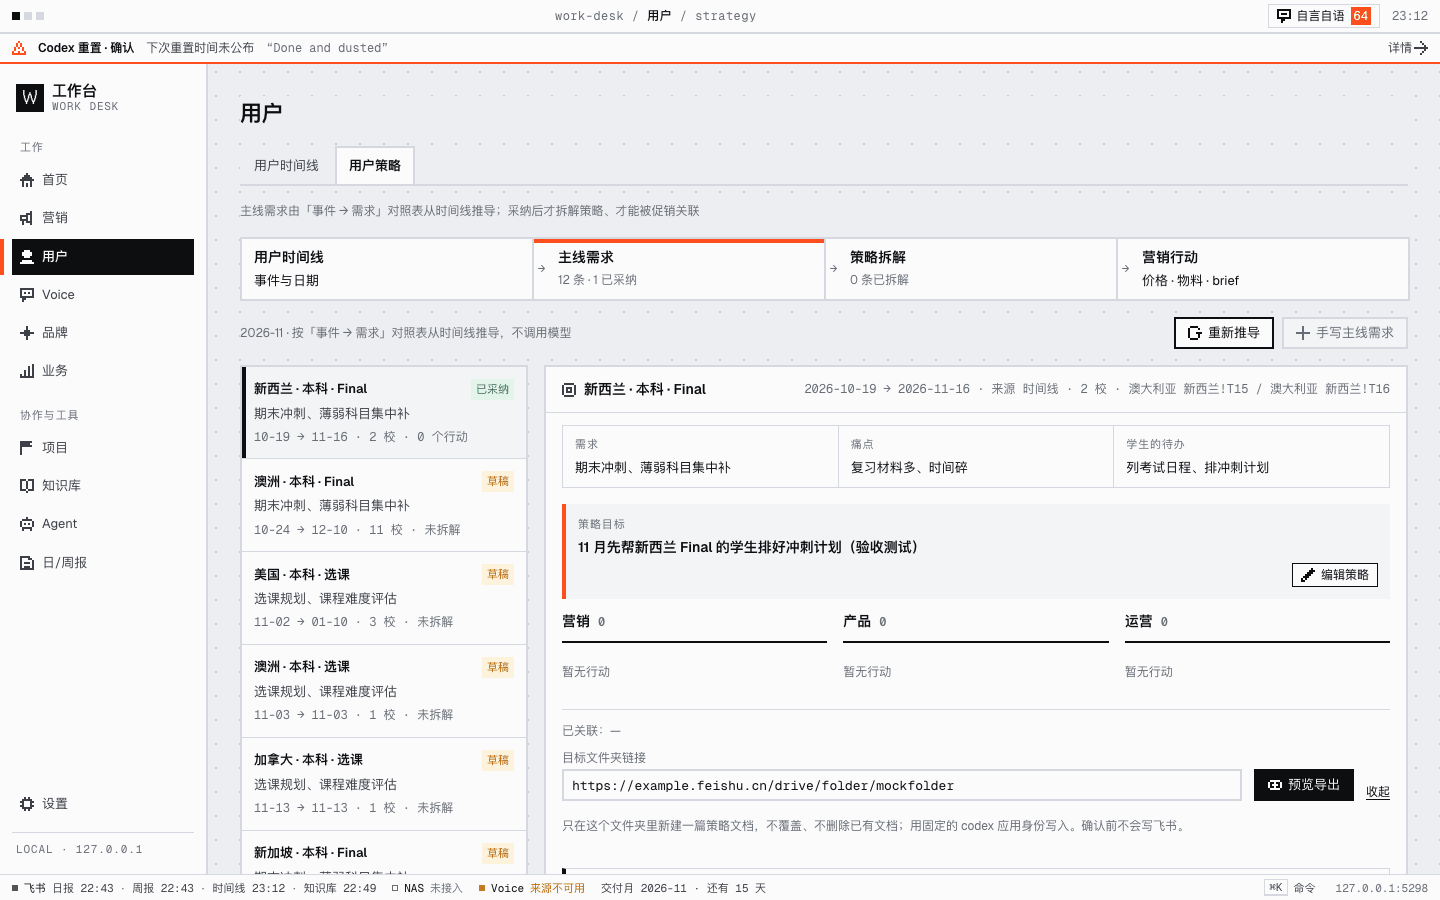 work-desk / 用户 / strategy
自言自语 64
23:12
Codex 重置·确认 下次重置时间未公布 “Done and dusted”
详情
W 工作台
WORK DESK
工作
首页
营销
用户
Voice
品牌
业务
协作与工具
项目
知识库
Agent
日/周报
设置
LOCAL · 127.0.0.1
用户
用户时间线 用户策略
主线需求由「事件 → 需求」对照表从时间线推导；采纳后才拆解策略、才能被促销关联
用户时间线
事件与日期
→ 主线需求
12 条 · 1 已采纳
→ 策略拆解
0 条已拆解
→ 营销行动
价格 · 物料 · brief
2026-11 · 按「事件 → 需求」对照表从时间线推导，不调用模型
重新推导
手写主线需求
新西兰 · 本科 · Final 已采纳
期末冲刺、薄弱科目集中补
10-19 → 11-16 · 2 校 · 0 个行动
澳洲 · 本科 · Final 草稿
期末冲刺、薄弱科目集中补
10-24 → 12-10 · 11 校 · 未拆解
美国 · 本科 · 选课 草稿
选课规划、课程难度评估
11-02 → 01-10 · 3 校 · 未拆解
澳洲 · 本科 · 选课 草稿
选课规划、课程难度评估
11-03 → 11-03 · 1 校 · 未拆解
加拿大 · 本科 · 选课 草稿
选课规划、课程难度评估
11-13 → 11-13 · 1 校 · 未拆解
新加坡 · 本科 · Final 草稿
新西兰 · 本科 · Final
2026-10-19 → 2026-11-16 · 来源 时间线 · 2 校 · 澳大利亚 新西兰!T15 / 澳大利亚 新西兰!T16
需求
期末冲刺、薄弱科目集中补
痛点
复习材料多、时间碎
学生的待办
列考试日程、排冲刺计划
策略目标
11 月先帮新西兰 Final 的学生排好冲刺计划（验收测试）
编辑策略
营销 0
暂无行动
产品 0
暂无行动
运营 0
暂无行动
已关联：—
目标文件夹链接
https://example.feishu.cn/drive/folder/mockfolder
预览导出
收起
只在这个文件夹里新建一篇策略文档，不覆盖、不删除已有文档；用固定的 codex 应用身份写入。确认前不会写飞书。
飞书 日报 22:43 · 周报 22:43 · 时间线 23:12 · 知识库 22:49
NAS 未接入
Voice 来源不可用
交付月 2026-11 · 还有 15 天
⌘K 命令
127.0.0.1:5298